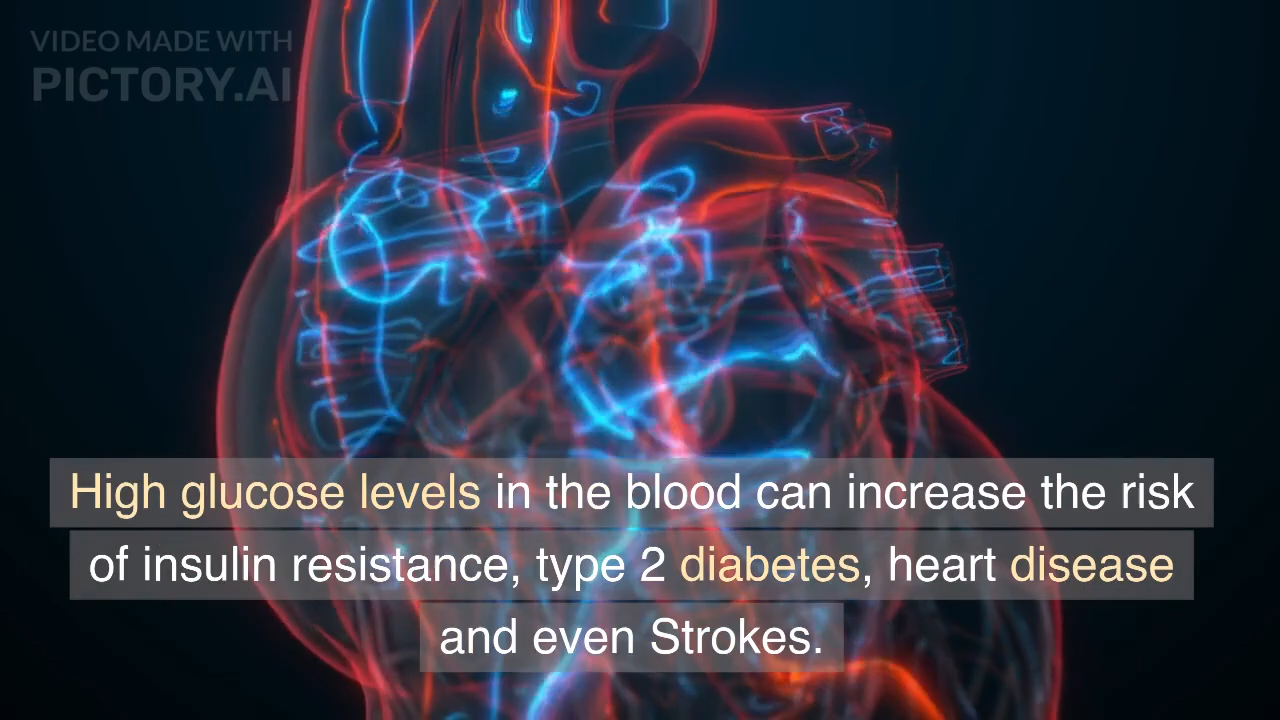 VIDEO MADE WITH
PICTORY.AI
High glucose levels in the blood can increase the risk
of insulin resistance, type 2 diabetes, heart disease
and even Strokes.